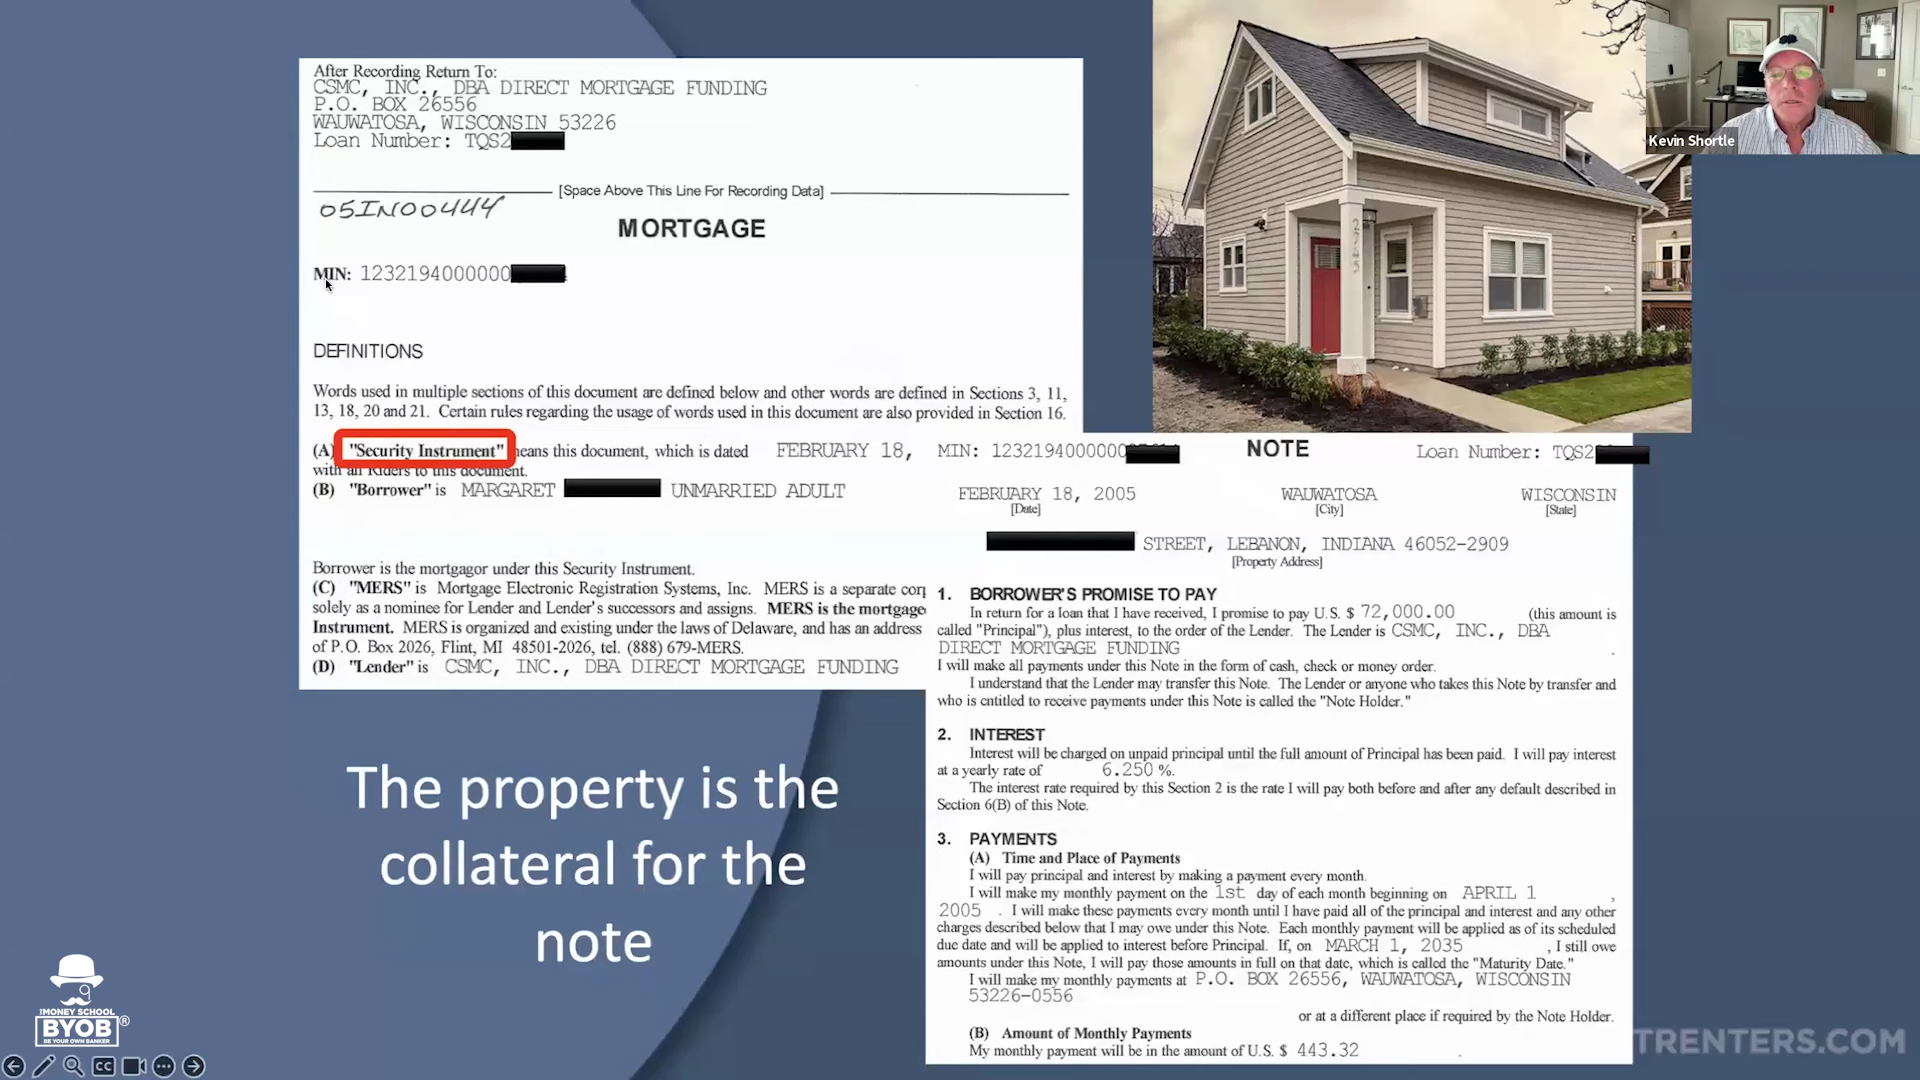 After Recording Return To:
CSMC, INC., DBA DIRECT MORTGAGE FUNDING
P.O. BOX 26556
WAUWATOSA, WISCONSIN 53226
Loan Number: TQS2
[Space Above This Line For Recording Data]
05IN00444
MORTGAGE
MIN: 1232194000000
DEFINITIONS
Words used in multiple sections of this document are defined below and other words are defined in Sections 3, 11,
13, 18, 20 and 21. Certain rules regarding the usage of words used in this document are also provided in Section 16.
(A) "Security Instrument" means this document, which is dated FEBRUARY 18,
with all Riders to this document.
(B) "Borrower" is MARGARET UNMARRIED ADULT
Borrower is the mortgagor under this Security Instrument.
(C) "MERS" is Mortgage Electronic Registration Systems, Inc. MERS is a separate corp
solely as a nominee for Lender and Lender's successors and assigns. MERS is the mortgage
Instrument. MERS is organized and existing under the laws of Delaware, and has an address
of P.O. Box 2026, Flint, MI 48501-2026, tel. (888) 679-MERS.
(D) "Lender" is CSMC, INC., DBA DIRECT MORTGAGE FUNDING
2745
Kevin Shortle
MIN: 1232194000000 NOTE Loan Number: TQS2
FEBRUARY 18, 2005 WAUWATOSA WISCONSIN
[Date] [City] [State]
STREET, LEBANON, INDIANA 46052-2909
[Property Address]
1. BORROWER'S PROMISE TO PAY
In return for a loan that I have received, I promise to pay U.S. $ 72,000.00 (this amount is
called "Principal"), plus interest, to the order of the Lender. The Lender is CSMC, INC., DBA
DIRECT MORTGAGE FUNDING .
I will make all payments under this Note in the form of cash, check or money order.
I understand that the Lender may transfer this Note. The Lender or anyone who takes this Note by transfer and
who is entitled to receive payments under this Note is called the "Note Holder."
2. INTEREST
Interest will be charged on unpaid principal until the full amount of Principal has been paid. I will pay interest
at a yearly rate of 6.250 %.
The interest rate required by this Section 2 is the rate I will pay both before and after any default described in
Section 6(B) of this Note.
3. PAYMENTS
(A) Time and Place of Payments
I will pay principal and interest by making a payment every month.
I will make my monthly payment on the 1st day of each month beginning on APRIL 1 ,
2005 . I will make these payments every month until I have paid all of the principal and interest and any other
charges described below that I may owe under this Note. Each monthly payment will be applied as of its scheduled
due date and will be applied to interest before Principal. If, on MARCH 1, 2035 , I still owe
amounts under this Note, I will pay those amounts in full on that date, which is called the "Maturity Date."
I will make my monthly payments at P.O. BOX 26556, WAUWATOSA, WISCONSIN
53226-0556
or at a different place if required by the Note Holder.
(B) Amount of Monthly Payments
My monthly payment will be in the amount of U.S. $ 443.32 .
The property is the
collateral for the
note
THE MONEY SCHOOL
BYOB®
BE YOUR OWN BANKER
CC
TRENTERS.COM